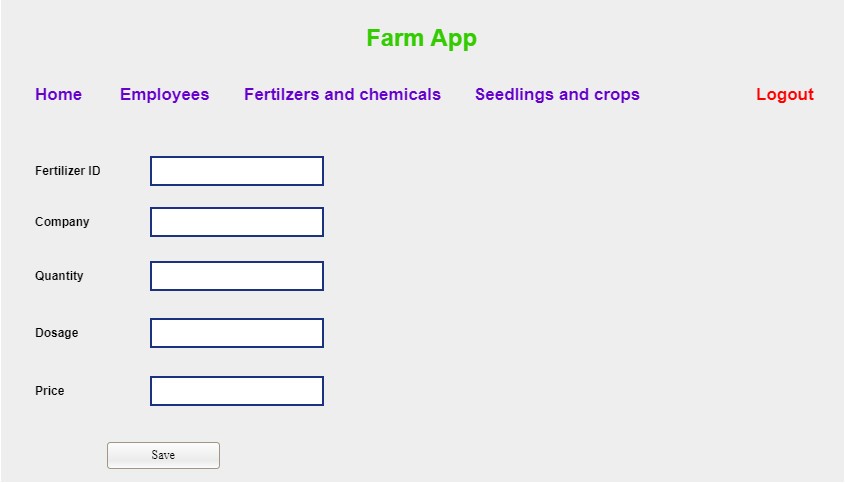 Farm App
Home Employees Fertilzers and chemicals Seedlings and crops Logout
Fertilizer ID
Company
Quantity
Dosage
Price
Save